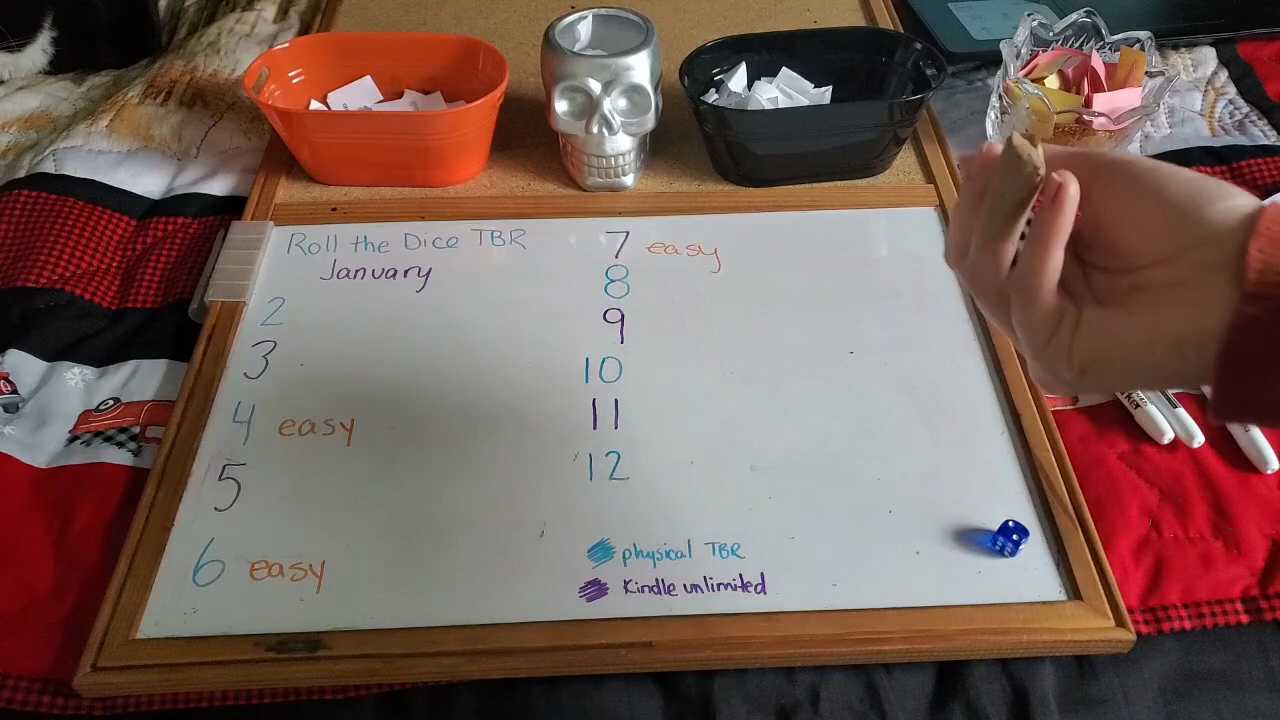 Roll the Dice TBR
January
2
3
4 easy
5
6 easy
7 easy
8
9
10
11
12
physical TBR
Kindle unlimited